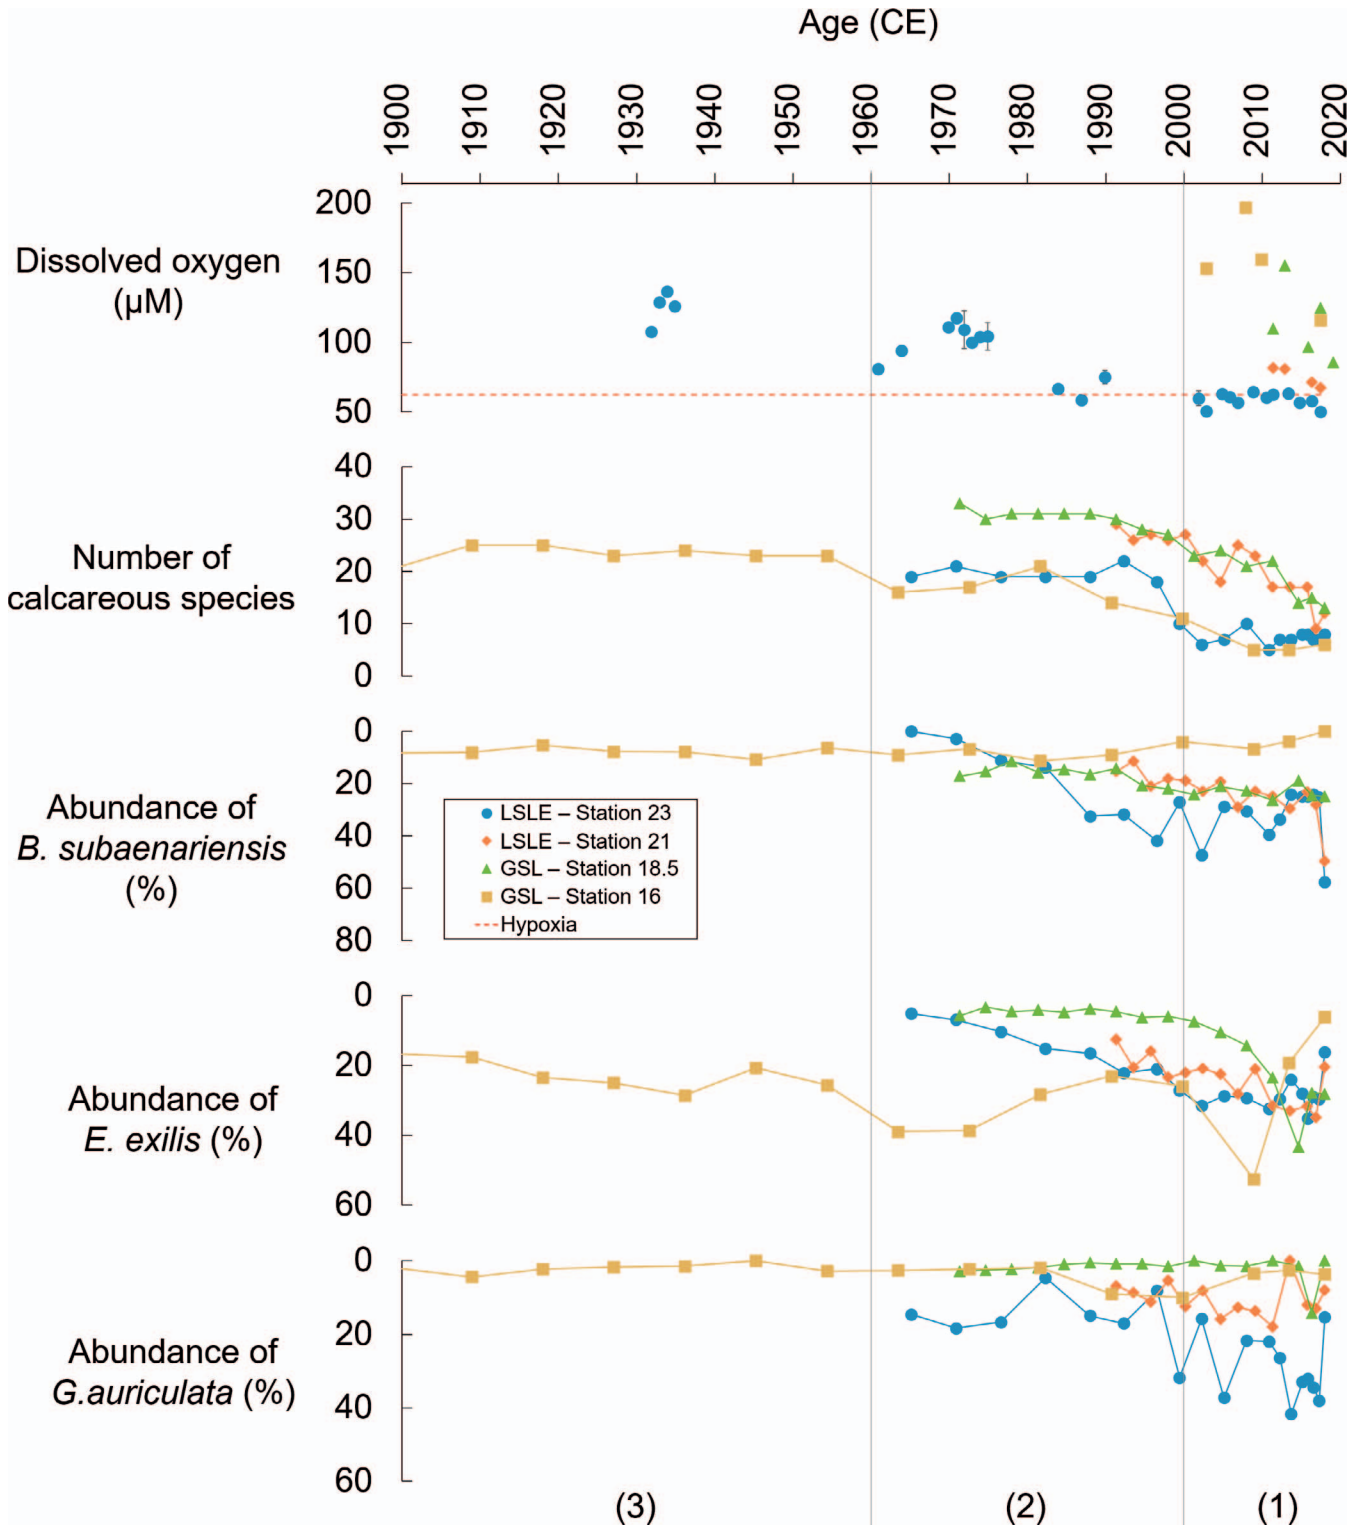 Age (CE)
1900 1910 1920 1930 1940 1950 1960 1970 1980 1990 2000 2010 2020
200
150
100
50
Dissolved oxygen
(µM)
40
30
20
10
0
Number of
calcareous species
0
20
40
60
80
Abundance of
B. subaenariensis
(%)
LSLE – Station 23
LSLE – Station 21
GSL – Station 18.5
GSL – Station 16
Hypoxia
0
20
40
60
Abundance of
E. exilis (%)
0
20
40
60
Abundance of
G.auriculata (%)
(3) (2) (1)